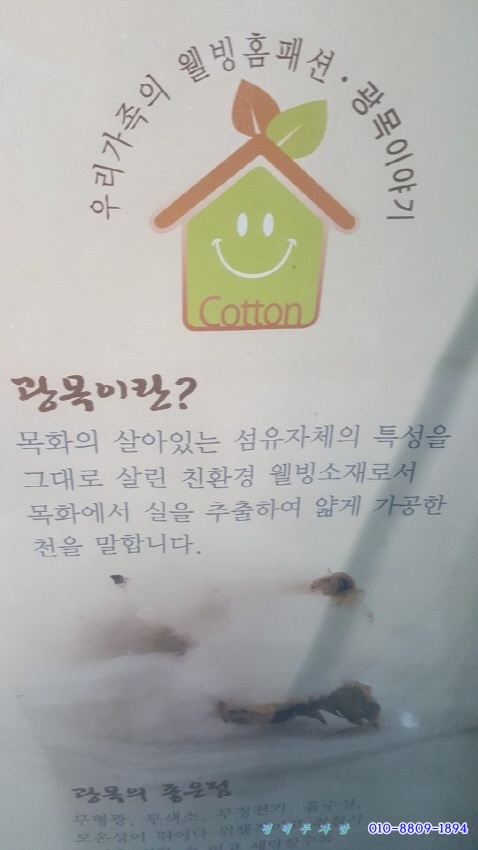 우리가족의 웰빙홈패션·광목이야기
Cotton
광목이란?
목화의 살아있는 섬유자체의 특성을
그대로 살린 친환경 웰빙소재로서
목화에서 실을 추출하여 얇게 가공한
천을 말합니다.
광목의 좋은점
무형광, 무색소, 무정전기, 흡수성,
보온성이 뛰어나 위생
010-8809-1894